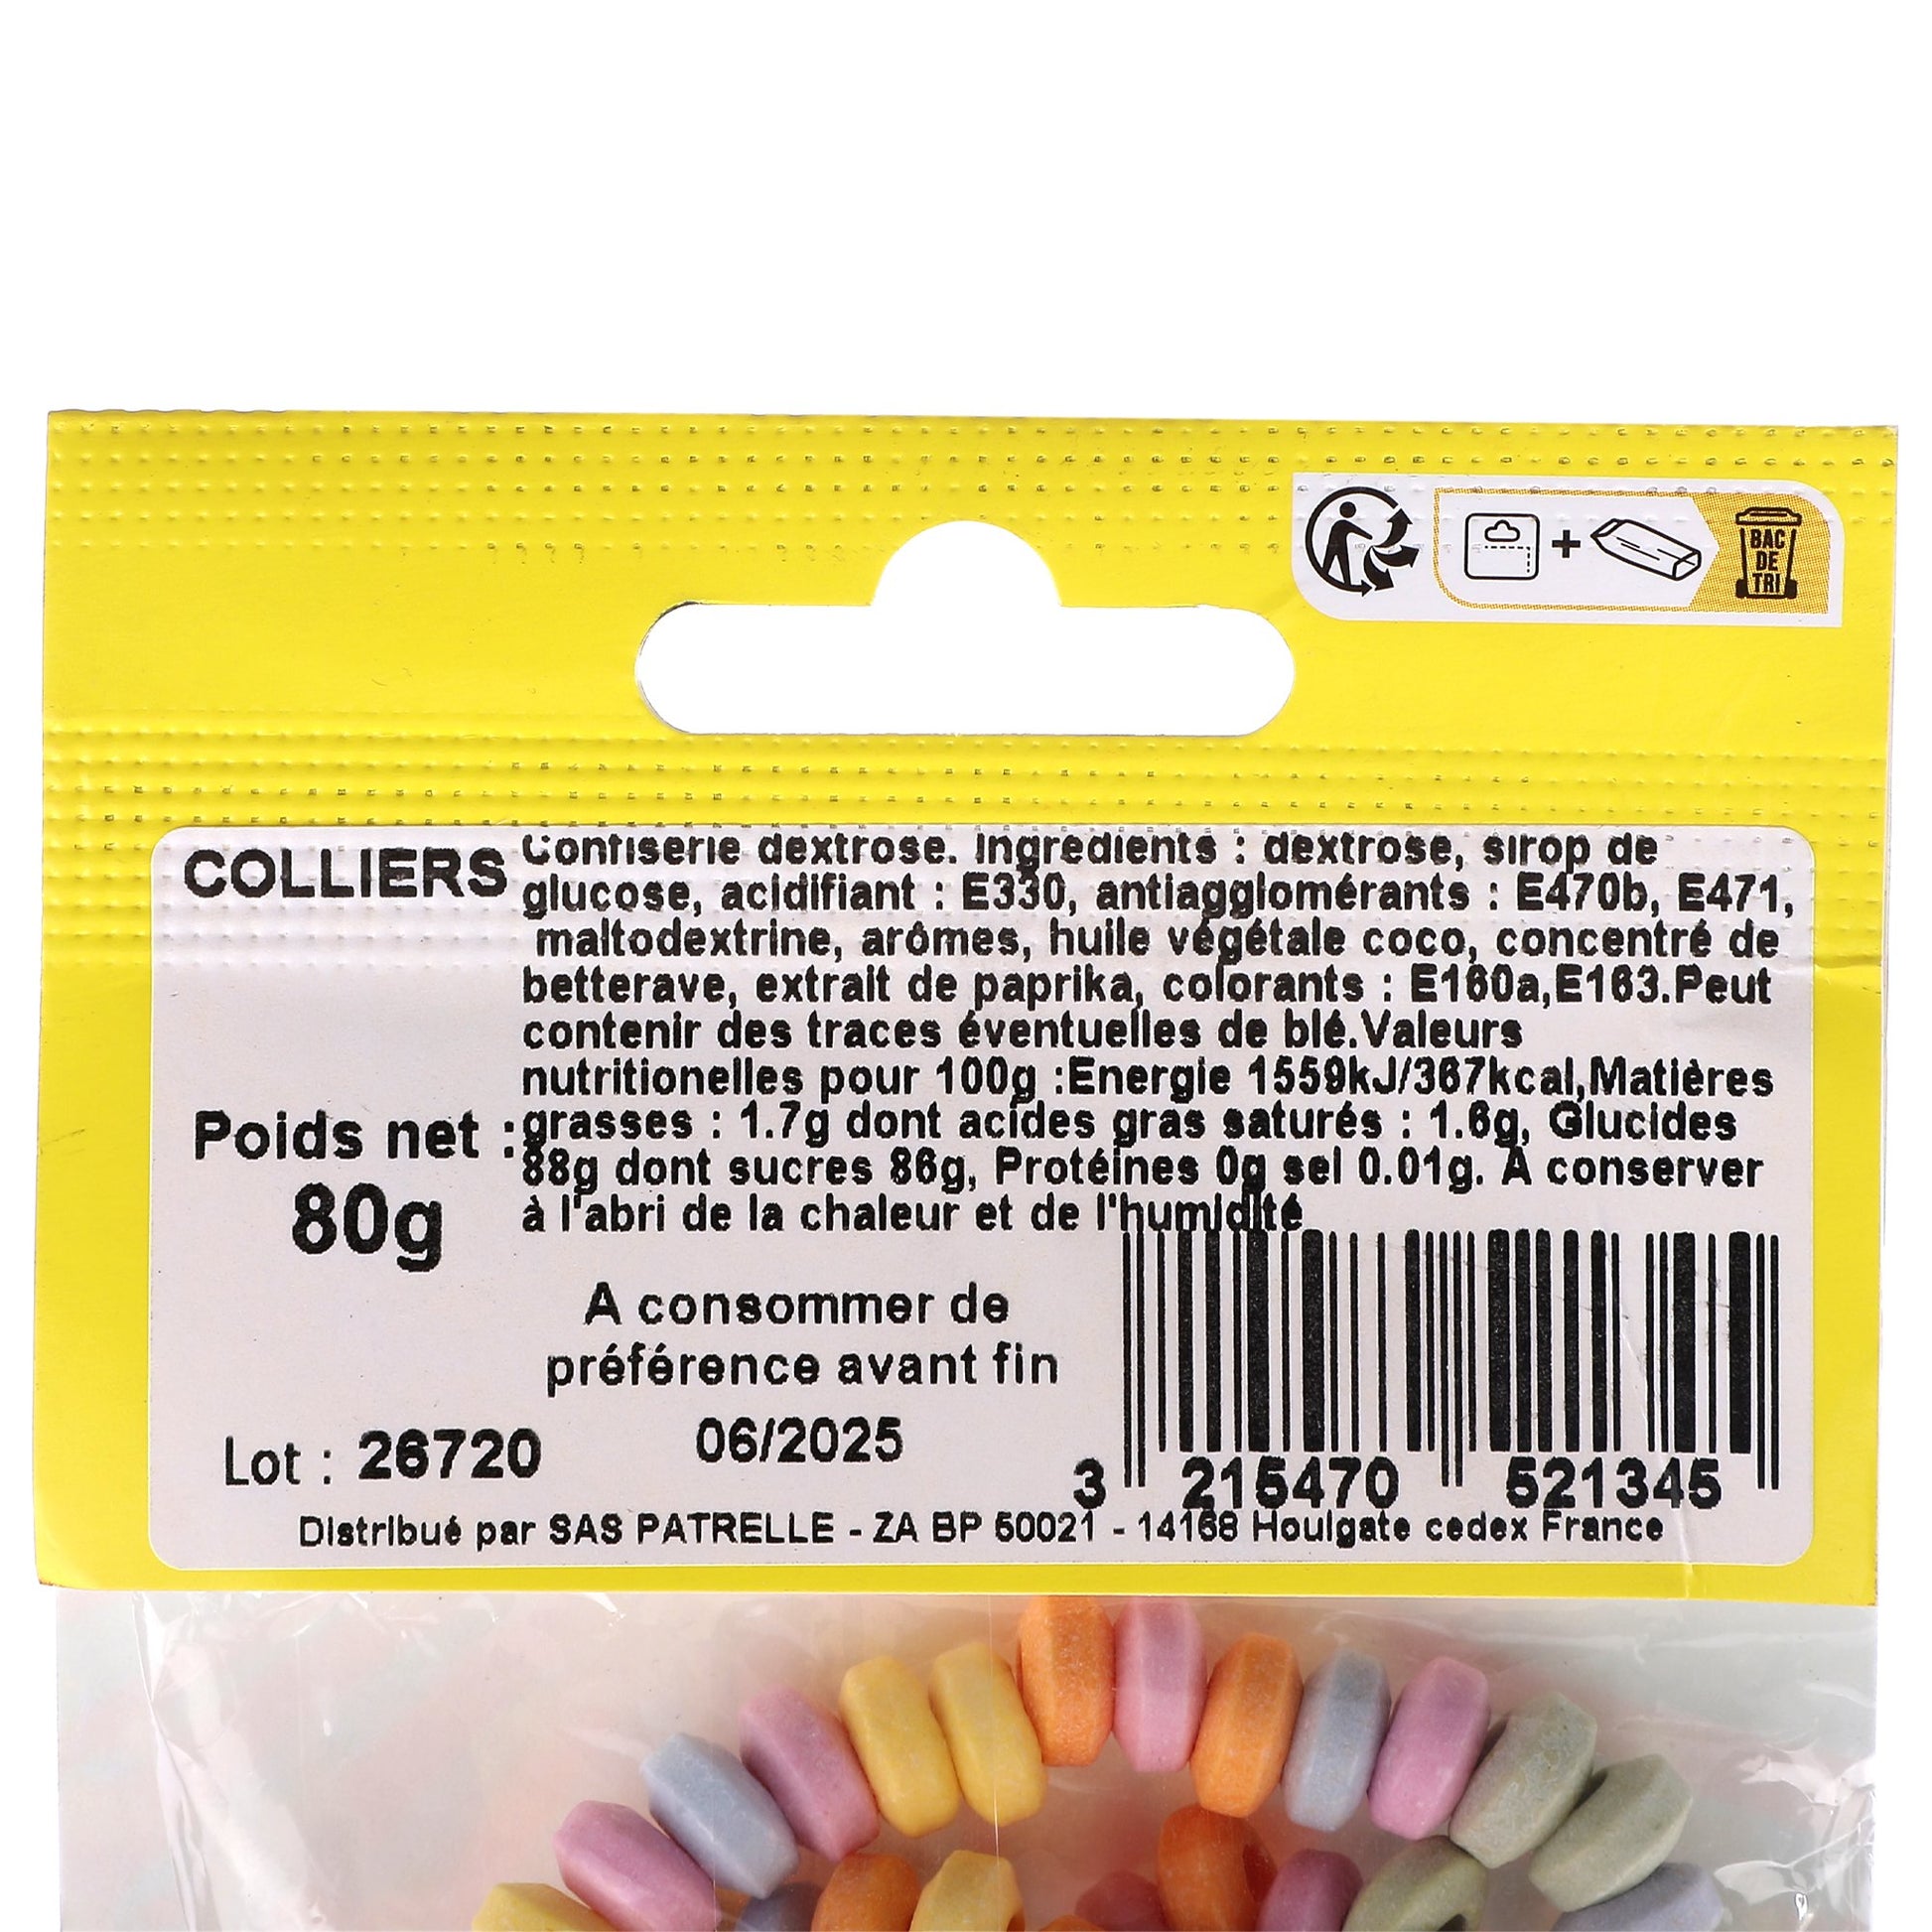 BAC
DE
TRI
COLLIERS
Confiserie dextrose. Ingrédients : dextrose, sirop de
glucose, acidifiant : E330, antiagglomérants : E470b, E471,
maltodextrine, arômes, huile végétale coco, concentré de
betterave, extrait de paprika, colorants : E160a,E163.Peut
contenir des traces éventuelles de blé.Valeurs
nutritionelles pour 100g :Energie 1559kJ/367kcal,Matières
grasses : 1.7g dont acides gras saturés : 1.6g, Glucides
88g dont sucres 86g, Protéines 0g sel 0.01g. A conserver
à l'abri de la chaleur et de l'humidité
Poids net :
80g
A consommer de
préférence avant fin
06/2025
Lot : 26720
3 215470 521345
Distribué par SAS PATRELLE - ZA BP 50021 - 14158 Houlgate cedex France